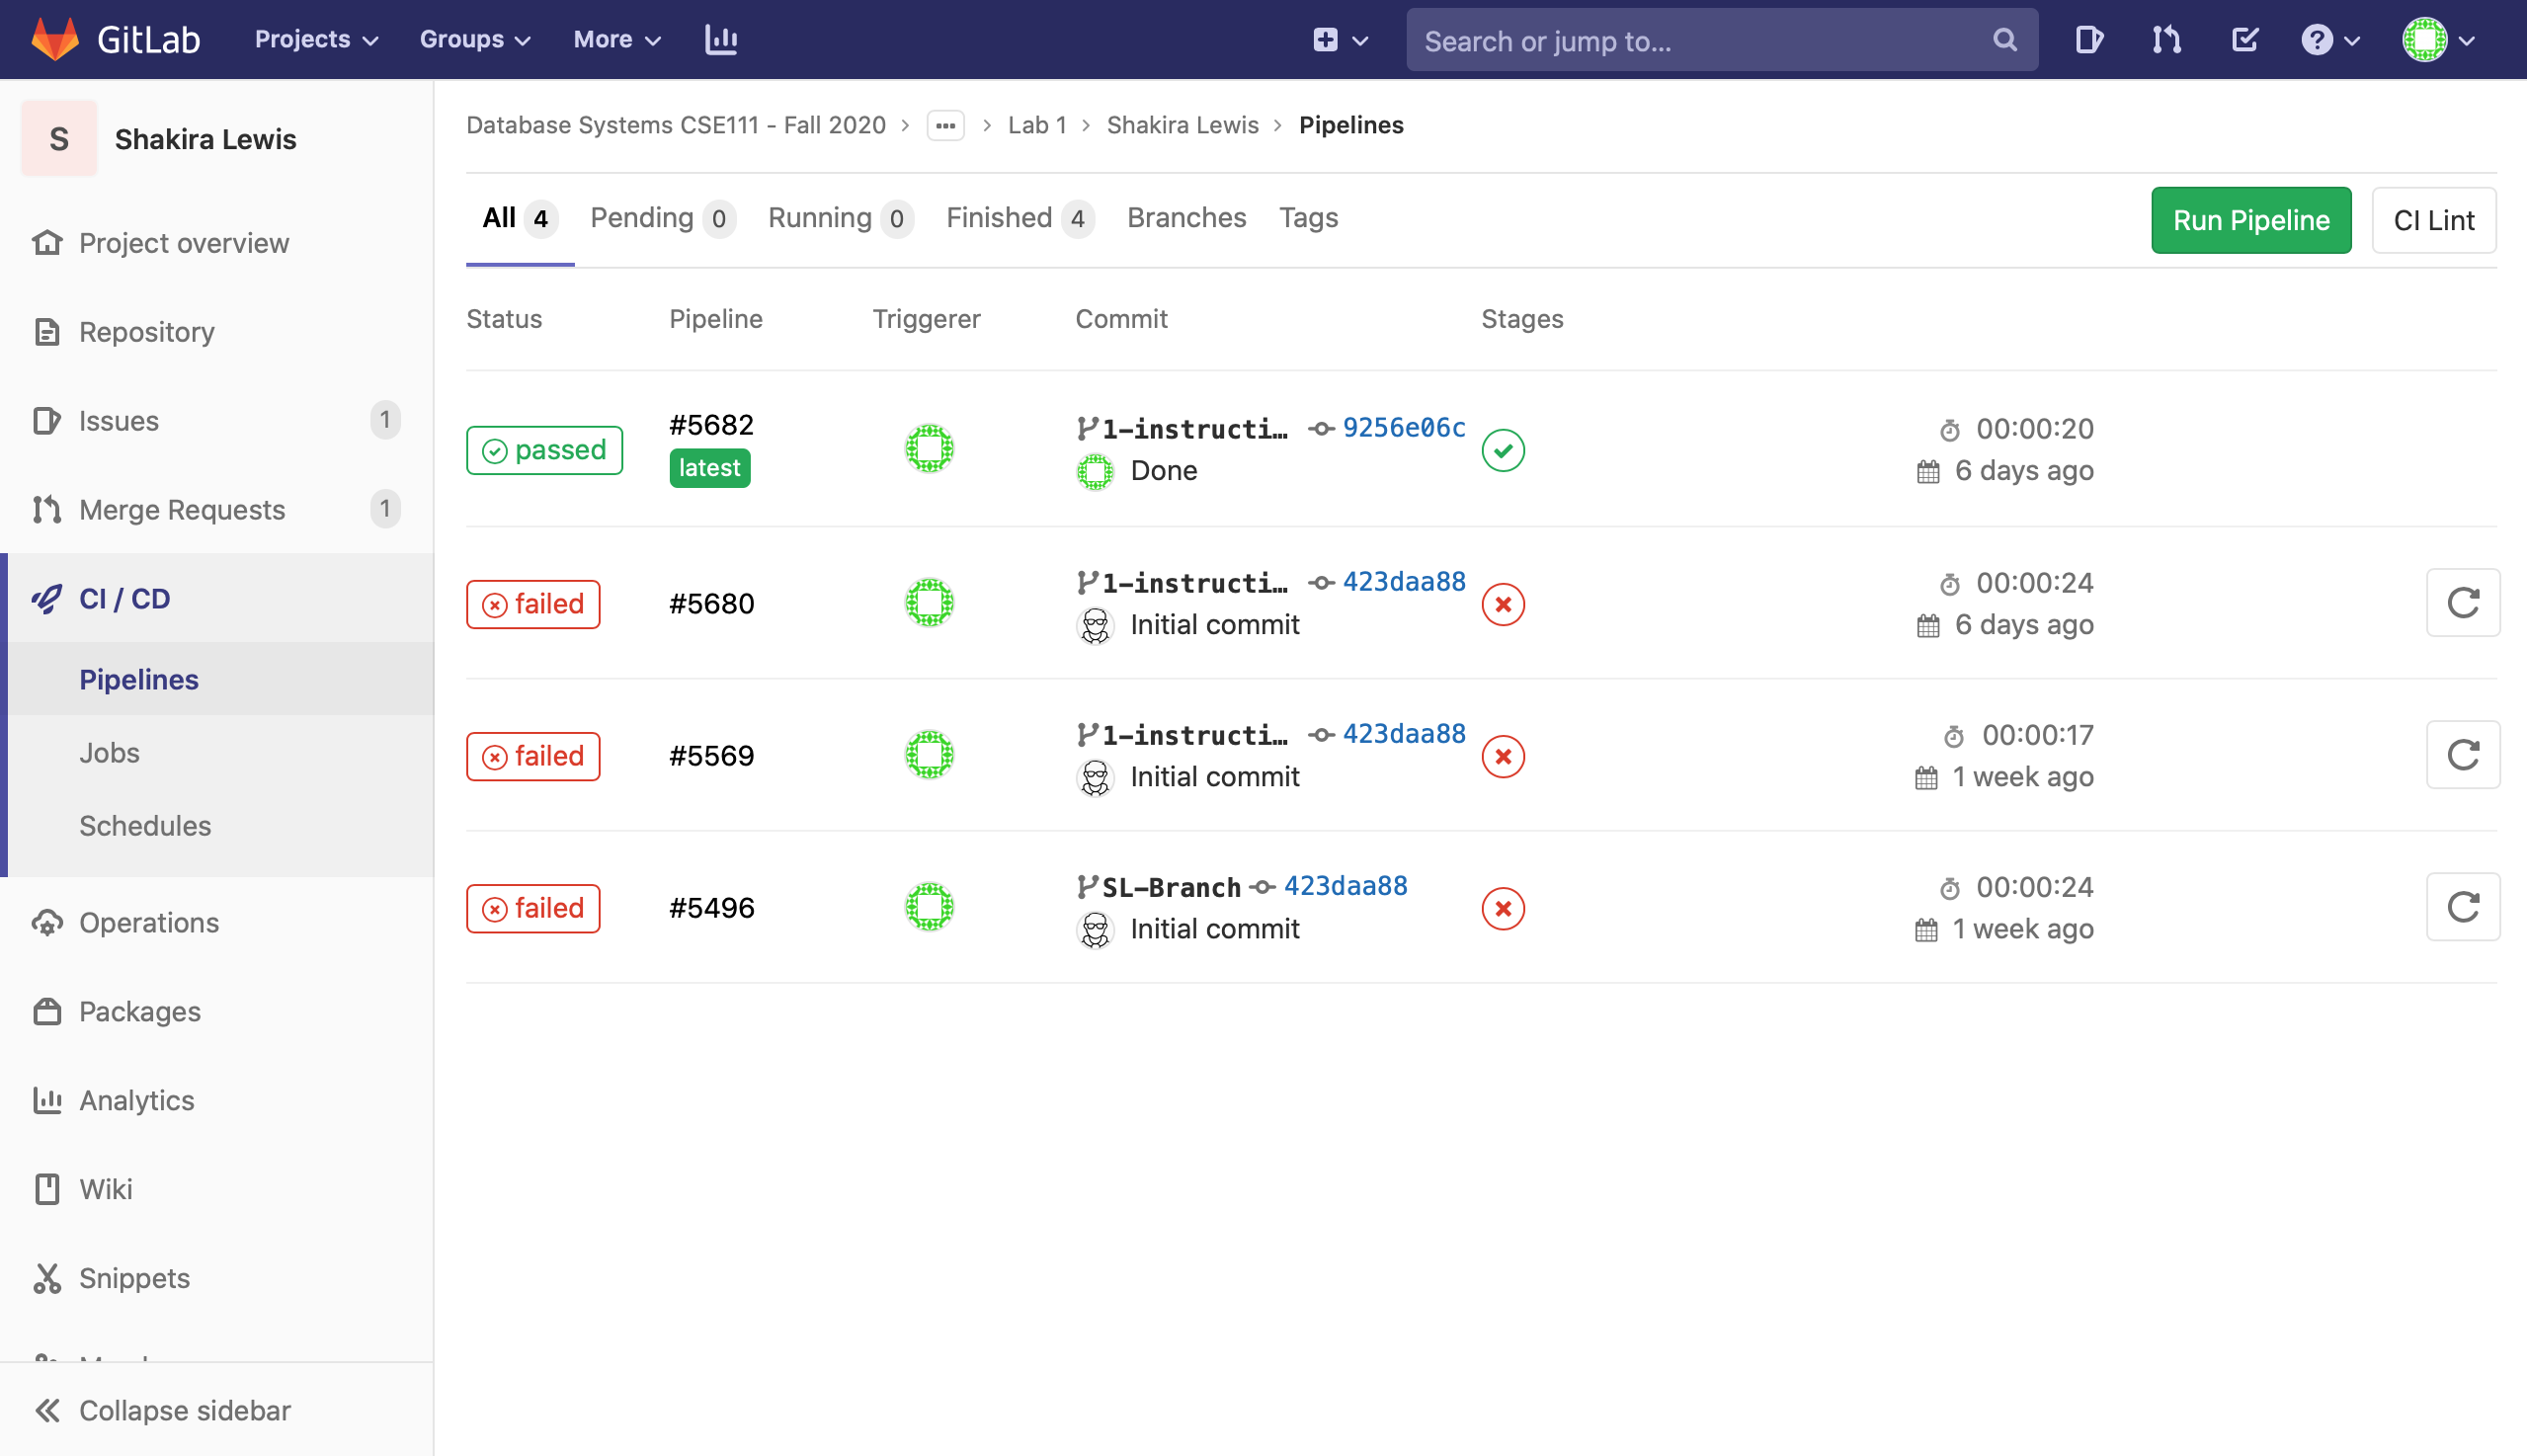 GitLab Projects Groups More Search or jump to...
S Shakira Lewis
Project overview
Repository
Issues 1
Merge Requests 1
CI / CD
Pipelines
Jobs
Schedules
Operations
Packages
Analytics
Wiki
Snippets
Collapse sidebar
Database Systems CSE111 - Fall 2020 > ... > Lab 1 > Shakira Lewis > Pipelines
All 4 Pending 0 Running 0 Finished 4 Branches Tags Run Pipeline CI Lint
Status Pipeline Triggerer Commit Stages
passed #5682 latest 1-instructi... 9256e06c 00:00:20
Done 6 days ago
failed #5680 1-instructi... 423daa88 00:00:24
Initial commit 6 days ago
failed #5569 1-instructi... 423daa88 00:00:17
Initial commit 1 week ago
failed #5496 SL-Branch 423daa88 00:00:24
Initial commit 1 week ago